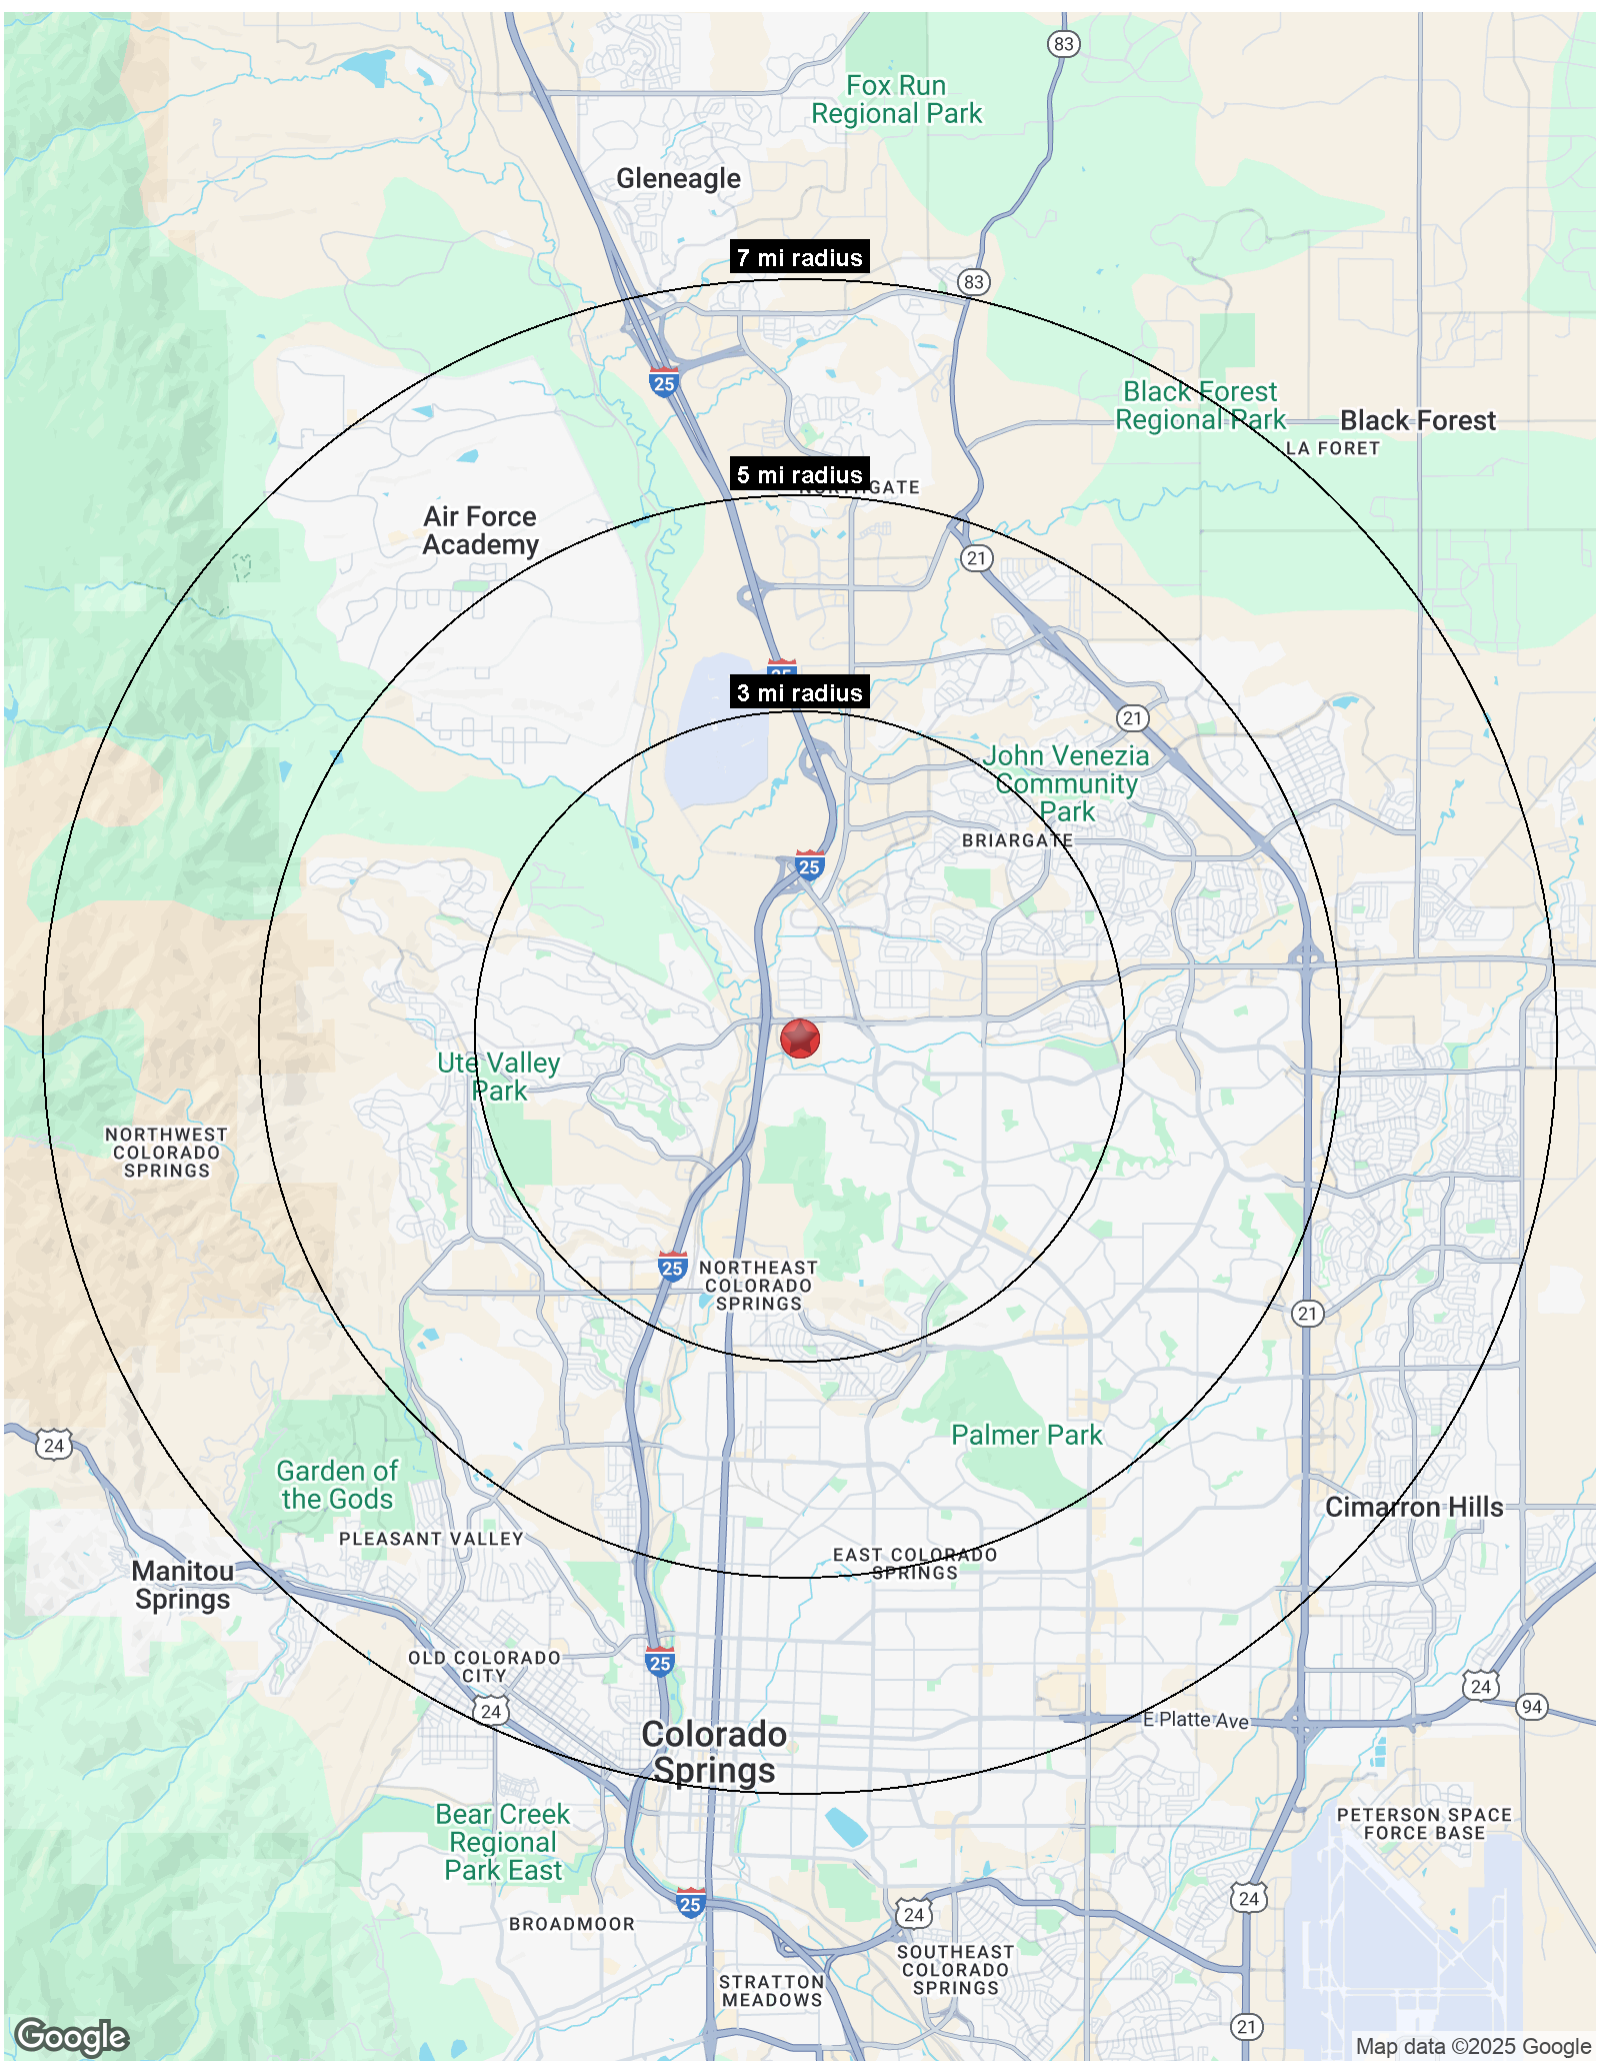 83
Fox Run
Regional Park
Gleneagle
7 mi radius
83
25
Black Forest
Regional Park
Black Forest
LA FORET
5 mi radius
NORTHGATE
Air Force
Academy
21
25
3 mi radius
21
John Venezia
Community
Park
BRIARGATE
25
Ute Valley
Park
NORTHWEST
COLORADO
SPRINGS
25
NORTHEAST
COLORADO
SPRINGS
21
24
Palmer Park
Garden of
the Gods
Cimarron Hills
PLEASANT VALLEY
EAST COLORADO
SPRINGS
Manitou
Springs
OLD COLORADO
CITY
25
24
24
94
E Platte Ave
Colorado
Springs
Bear Creek
Regional
Park East
PETERSON SPACE
FORCE BASE
24
25
24
BROADMOOR
SOUTHEAST
COLORADO
SPRINGS
STRATTON
MEADOWS
21
Google
Map data ©2025 Google